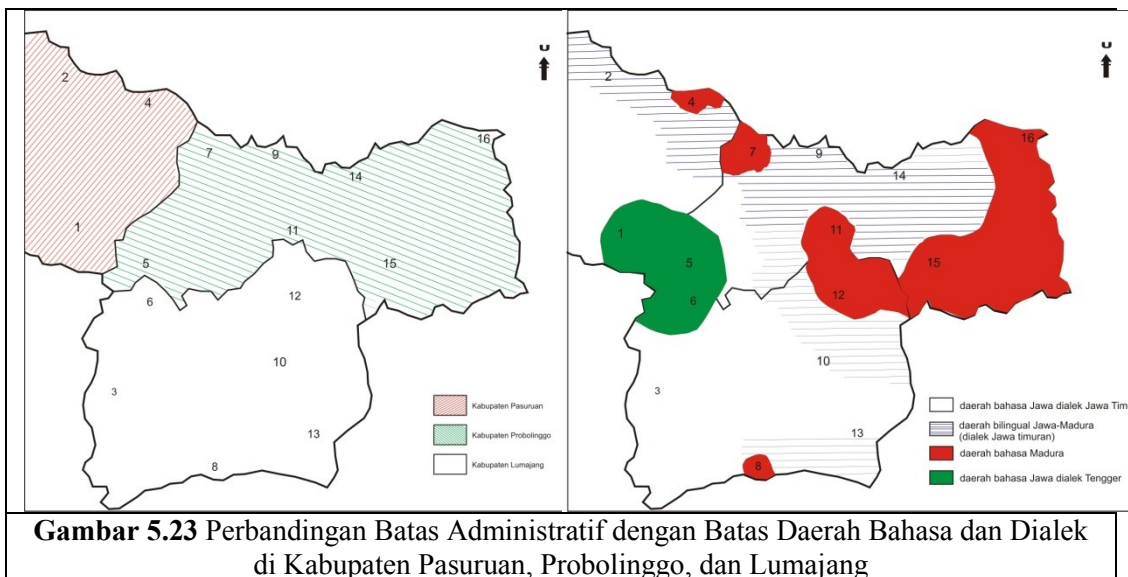 U
2
4
7
9
16
14
1
11
5
15
6
12
10
3
13
8
Kabupaten Pasuruan
Kabupaten Probolinggo
Kabupaten Lumajang
U
2
4
7
9
16
14
1
11
5
15
6
12
10
3
13
8
daerah bahasa Jawa dialek Jawa Tim
daerah bilingual Jawa-Madura
(dialek Jawa timuran)
daerah bahasa Madura
daerah bahasa Jawa dialek Tengger
Gambar 5.23 Perbandingan Batas Administratif dengan Batas Daerah Bahasa dan Dialek
di Kabupaten Pasuruan, Probolinggo, dan Lumajang